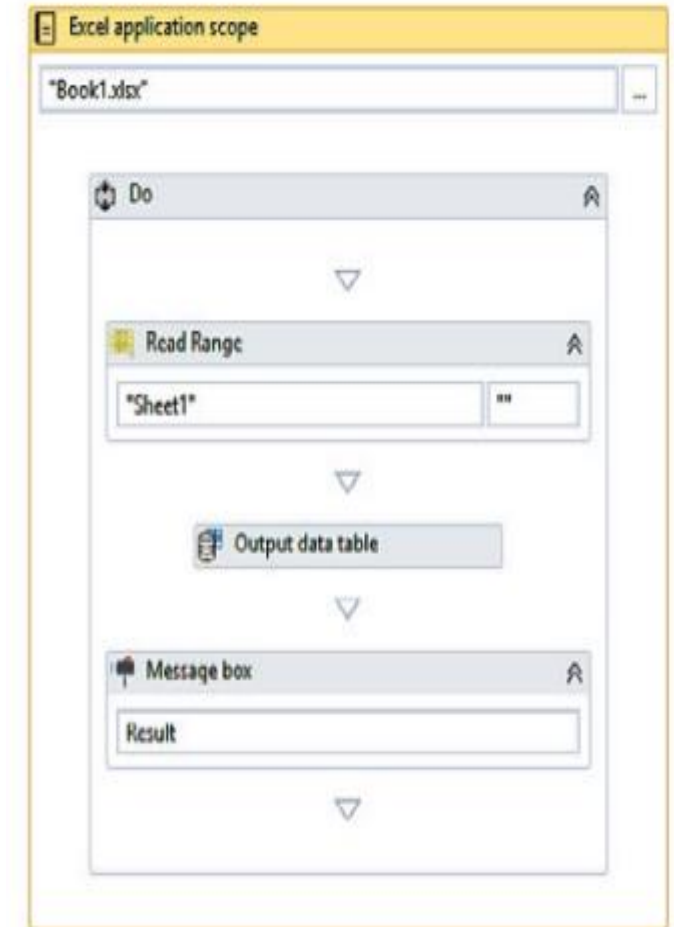 Excel application scope
"Book1.xlsx" ...
Do
Read Range
"Sheet1" ""
Output data table
Message box
Result